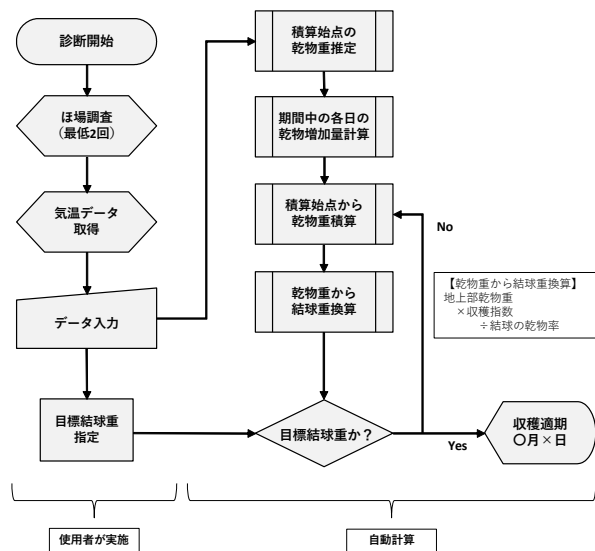 診断開始
ほ場調査
(最低2回)
気温データ
取得
データ入力
目標結球重
指定
積算始点の
乾物重推定
期間中の各日の
乾物増加量計算
積算始点から
乾物重積算
乾物重から
結球重換算
目標結球重か？
No
Yes
【乾物重から結球重換算】
地上部乾物重
×収穫指数
÷結球の乾物率
収穫適期
〇月×日
使用者が実施
自動計算